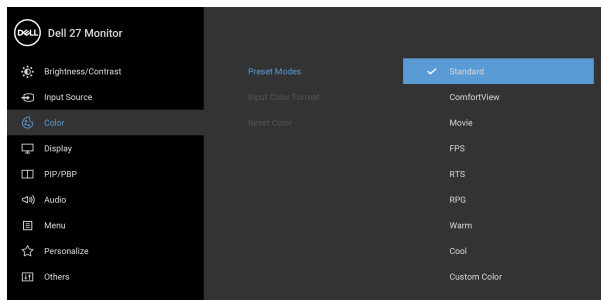 DELL
Dell 27 Monitor
Brightness/Contrast
Preset Modes
Standard
Input Source
Input Color Format
ComfortView
Color
Reset Color
Movie
Display
FPS
PIP/PBP
RTS
Audio
RPG
Menu
Warm
Personalize
Cool
Others
Custom Color